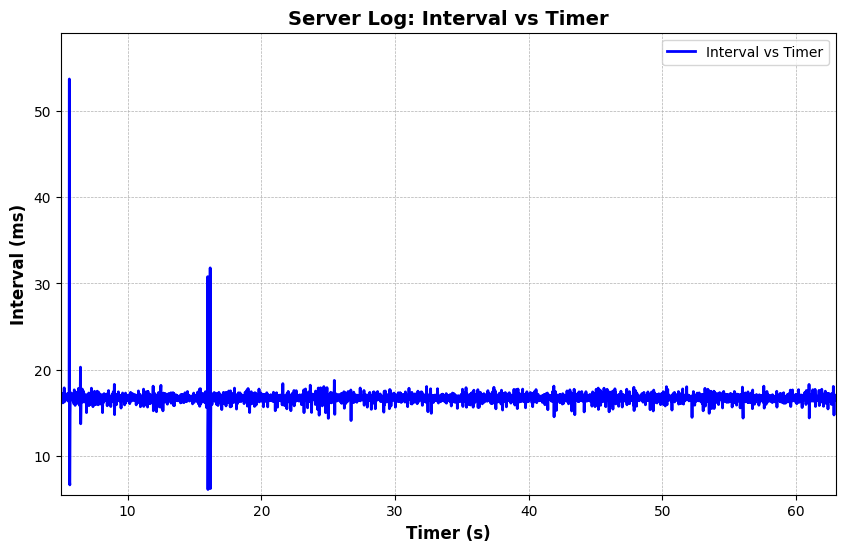 Server Log: Interval vs Timer
Interval vs Timer
50
40
30
20
10
Interval (ms)
10 20 30 40 50 60
Timer (s)